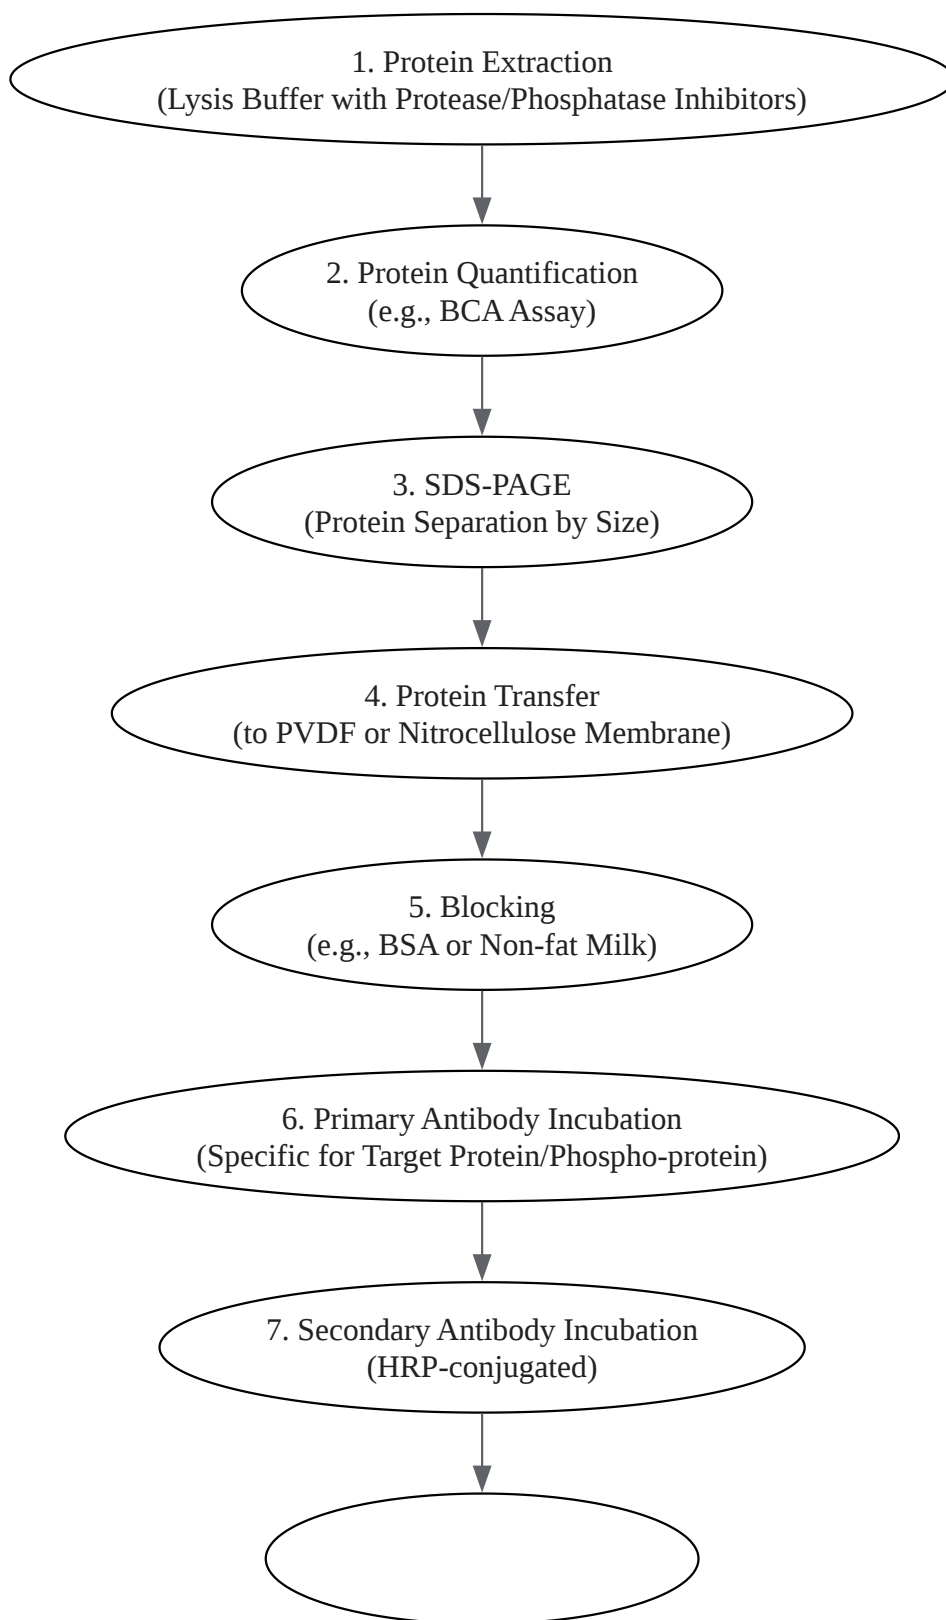 1. Protein Extraction
(Lysis Buffer with Protease/Phosphatase Inhibitors)
2. Protein Quantification
(e.g., BCA Assay)
3. SDS-PAGE
(Protein Separation by Size)
4. Protein Transfer
(to PVDF or Nitrocellulose Membrane)
5. Blocking
(e.g., BSA or Non-fat Milk)
6. Primary Antibody Incubation
(Specific for Target Protein/Phospho-protein)
7. Secondary Antibody Incubation
(HRP-conjugated)